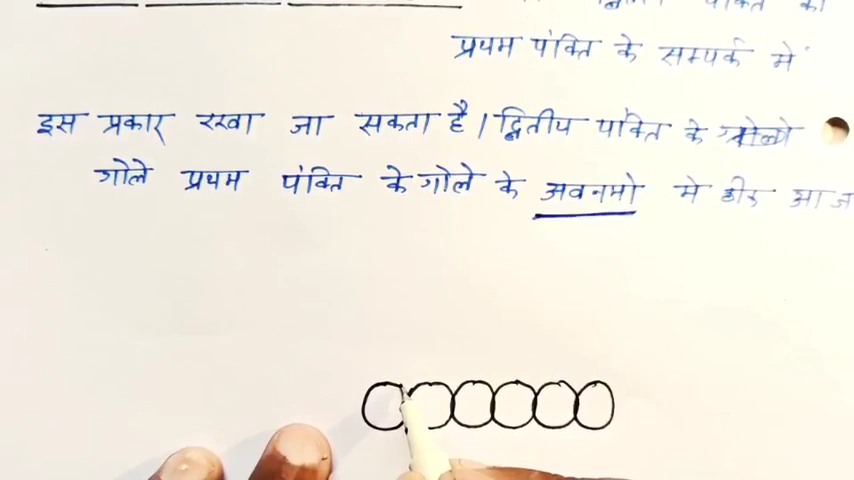 पंक्ति को
प्रथम पंक्ति के सम्पर्क में
इस प्रकार रखा जा सकता है। द्वितीय पंक्ति के
गोले प्रथम पंक्ति के गोले के अवनमो मे ठीक आ ज